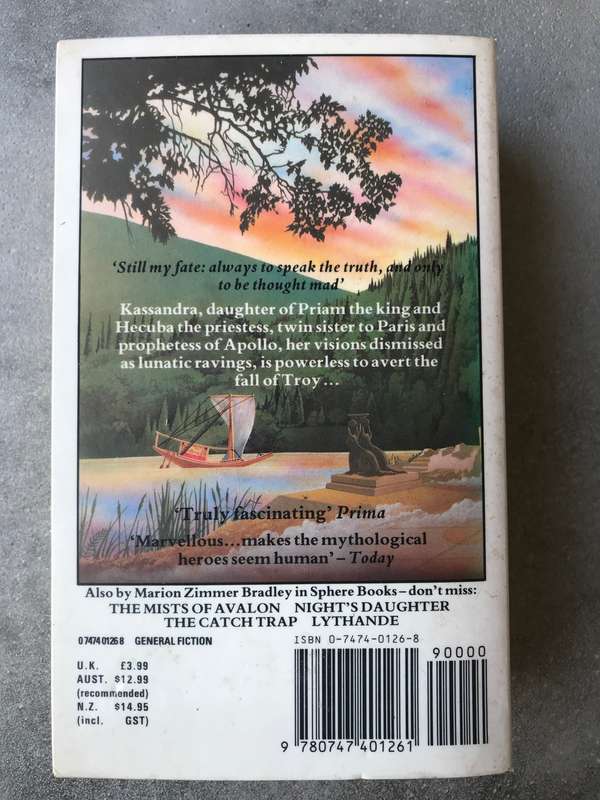 ‘Still my fate: always to speak the truth, and only
to be thought mad’
Kassandra, daughter of Priam the king and
Hecuba the priestess, twin sister to Paris and
prophetess of Apollo, her visions dismissed
as lunatic ravings, is powerless to avert the
fall of Troy...
‘Truly fascinating’ Prima
‘Marvellous...makes the mythological
heroes seem human’ – Today
Also by Marion Zimmer Bradley in Sphere Books – don’t miss:
THE MISTS OF AVALON NIGHT’S DAUGHTER
THE CATCH TRAP LYTHANDE
0 7474 0126 8 GENERAL FICTION
U.K. £3.99
AUST. $12.99
(recommended)
N.Z. $14.95
(incl. GST)
ISBN 0-7474-0126-8
90000
9 780747 401261